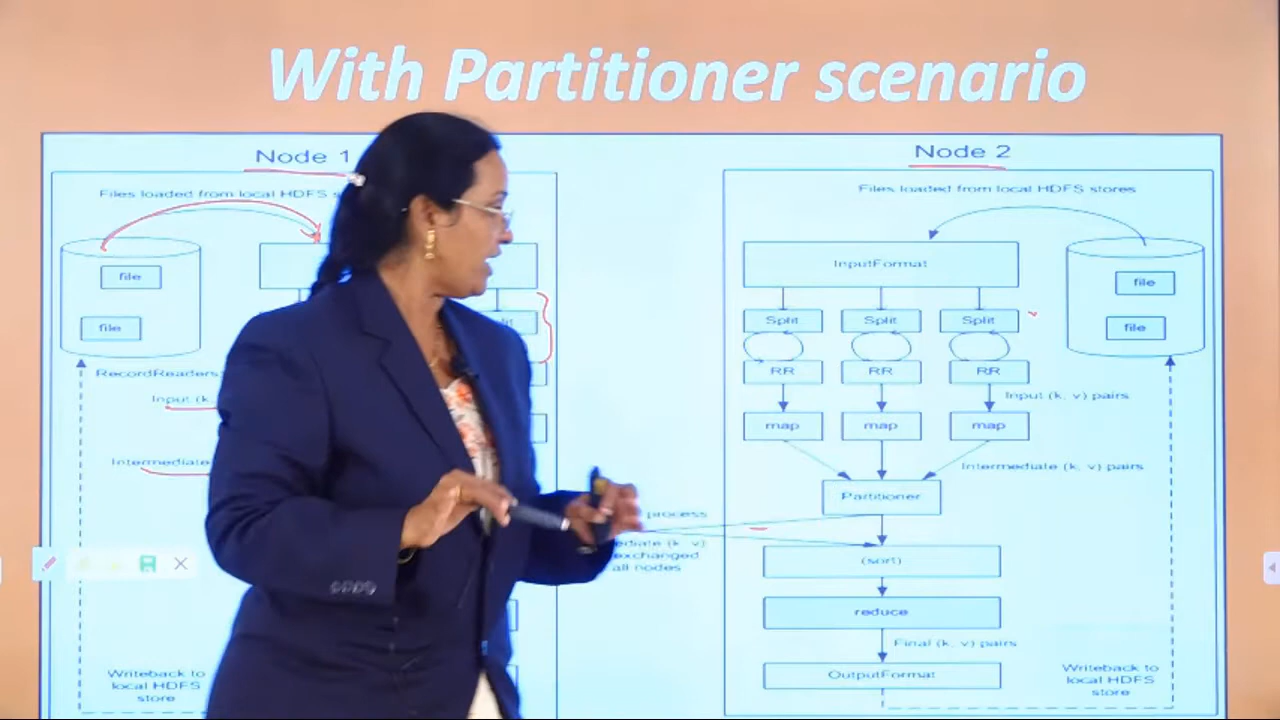 With Partitioner scenario
Node 1
Files loaded from local HDFS
file
file
RecordReaders
Input (k,
Intermediate
Writeback to
local HDFS
store
process
exchanged
all nodes
Node 2
Files loaded from local HDFS stores
InputFormat
file
file
Split Split Split
RR RR RR
Input (k, v) pairs
map map map
Intermediate (k, v) pairs
Partitioner
(sort)
reduce
Final (k, v) pairs
OutputFormat
Writeback to
local HDFS
store